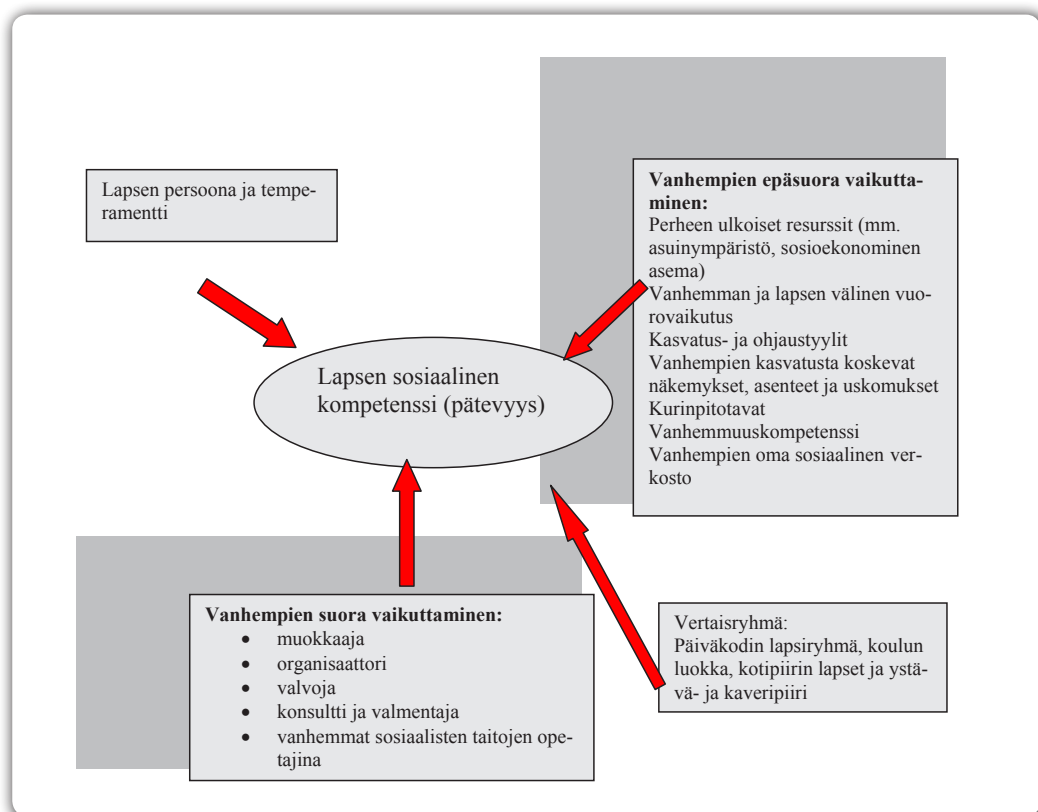 Lapsen persoona ja tempe-
ramentti
Vanhempien epäsuora vaikutta-
minen:
Perheen ulkoiset resurssit (mm.
asuinympäristö, sosioekonominen
asema)
Vanhemman ja lapsen välinen vuo-
rovaikutus
Kasvatus- ja ohjaustyylit
Vanhempien kasvatusta koskevat
näkemykset, asenteet ja uskomukset
Kurinpitotavat
Vanhemmuuskompetenssi
Vanhempien oma sosiaalinen ver-
kosto
Lapsen sosiaalinen
kompetenssi (pätevyys)
Vanhempien suora vaikuttaminen:
• muokkaaja
• organisaattori
• valvoja
• konsultti ja valmentaja
• vanhemmat sosiaalisten taitojen ope-
tajina
Vertaisryhmä:
Päiväkodin lapsiryhmä, koulun
luokka, kotipiirin lapset ja ystä-
vä- ja kaveripiiri